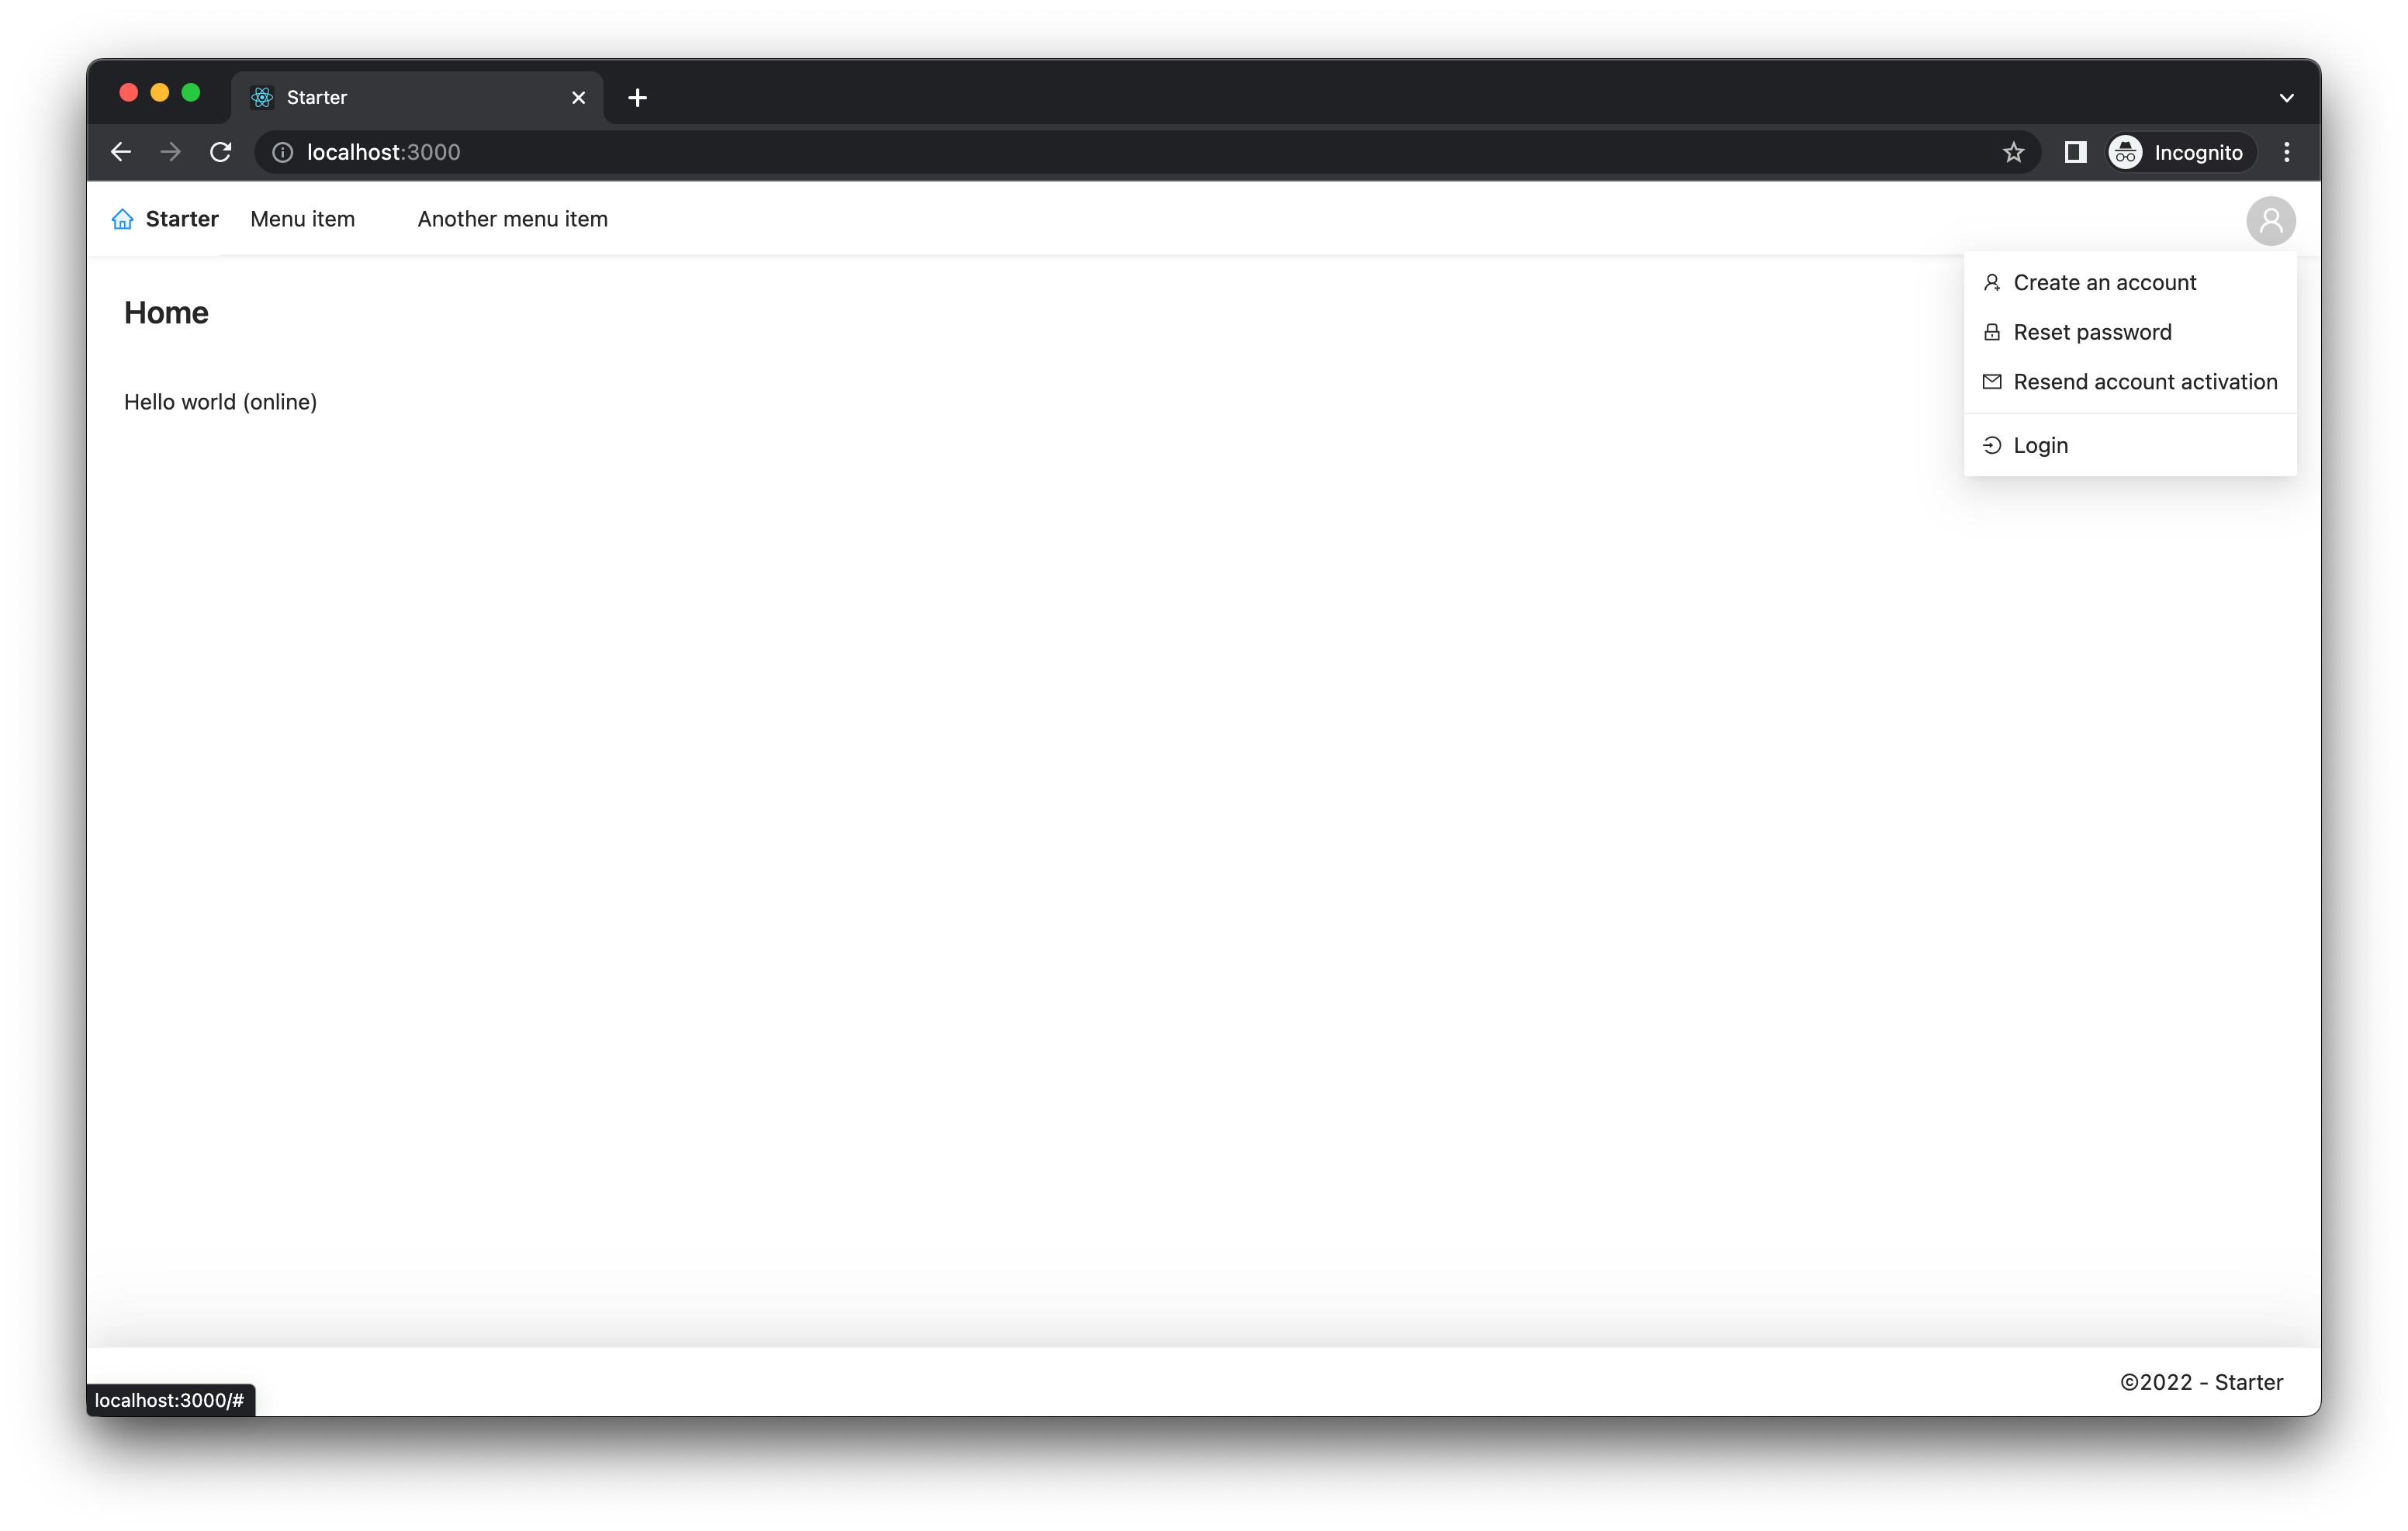 Starter
localhost:3000
Incognito
Starter
Menu item
Another menu item
Create an account
Home
Reset password
Resend account activation
Hello world (online)
Login
©2022 - Starter
localhost:3000/#